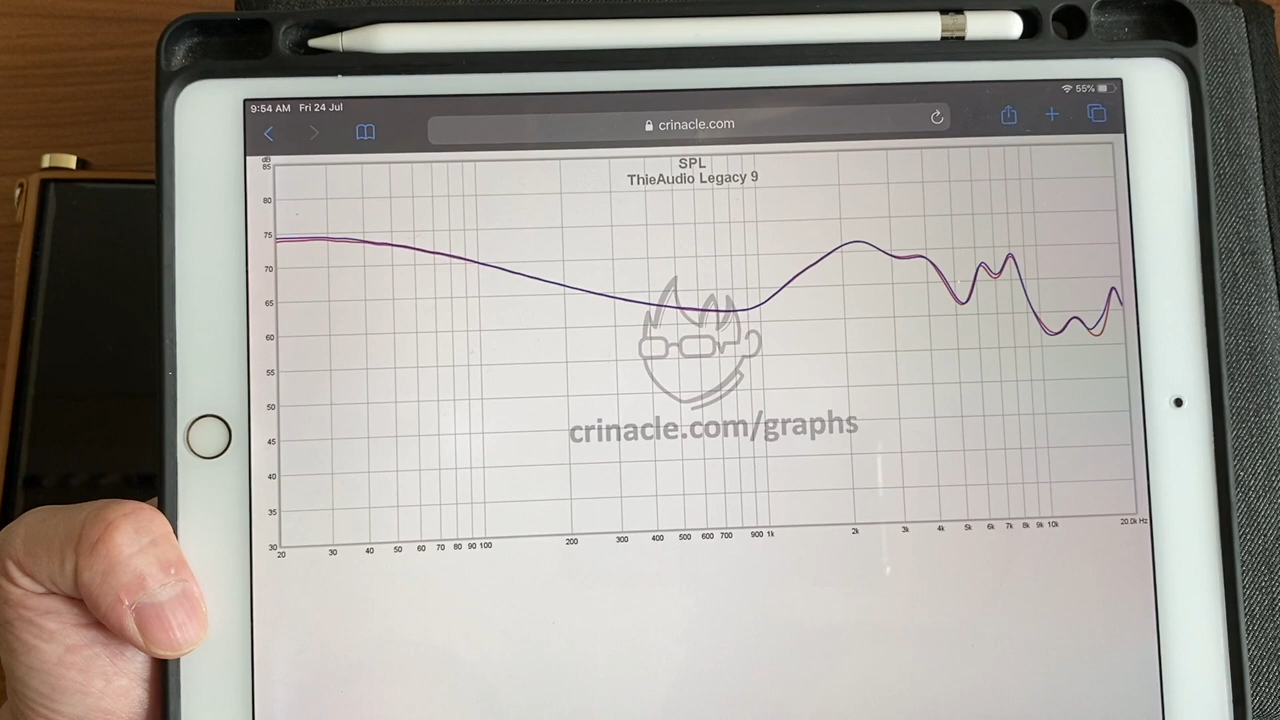 9:54 AM Fri 24 Jul
55%
crinacle.com
dB
SPL
ThieAudio Legacy 9
85
80
75
70
65
60
55
50
45
40
35
30
crinacle.com/graphs
20 30 40 50 60 70 80 90 100 200 300 400 500 600 700 900 1k 2k 3k 4k 5k 6k 7k 8k 9k 10k 20.0k Hz